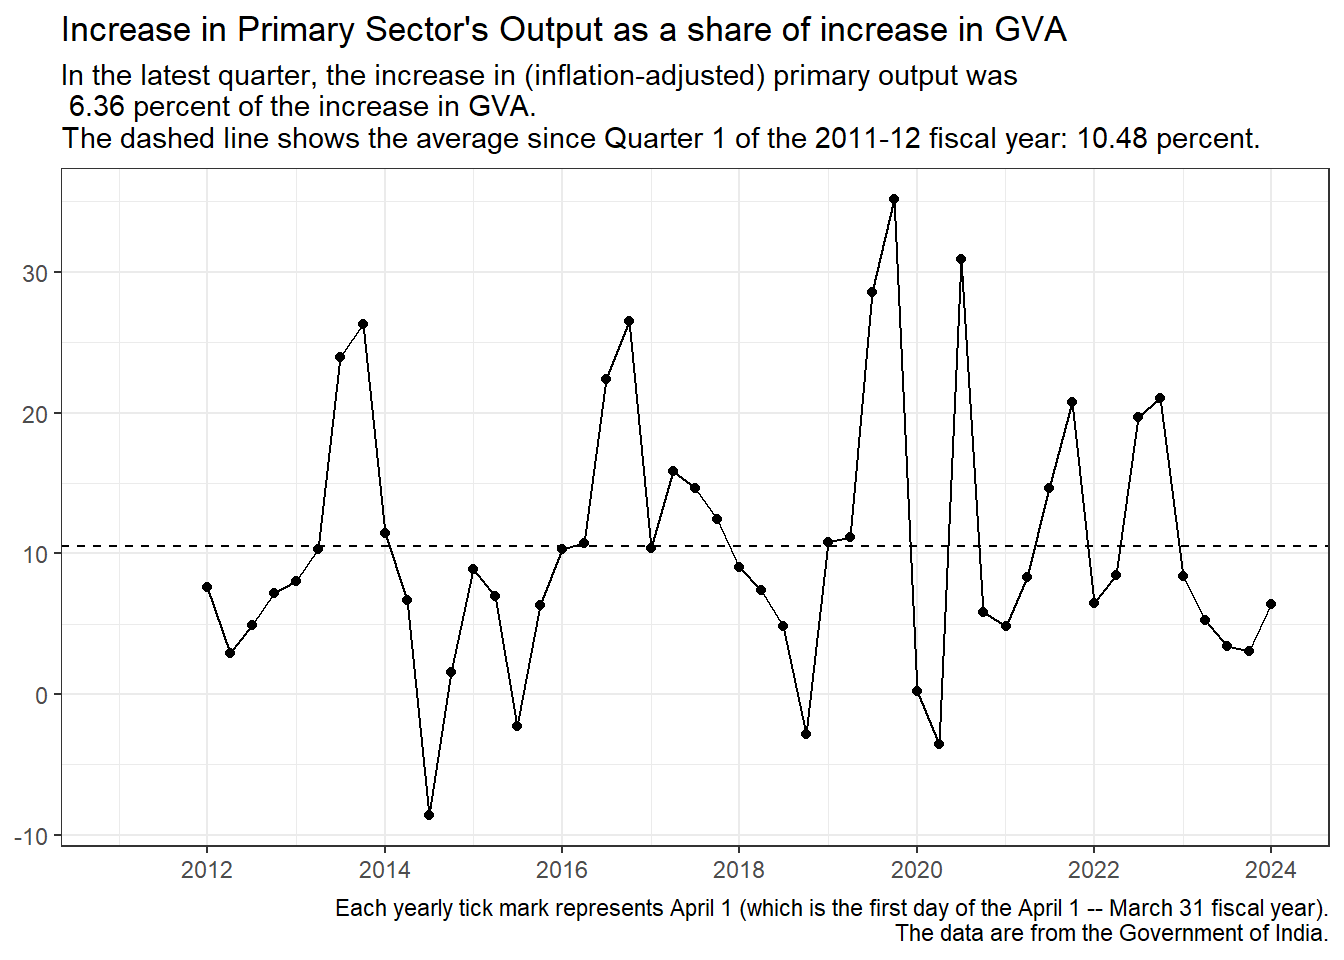 Increase in Primary Sector's Output as a share of increase in GVA
In the latest quarter, the increase in (inflation-adjusted) primary output was
6.36 percent of the increase in GVA.
The dashed line shows the average since Quarter 1 of the 2011-12 fiscal year: 10.48 percent.
30
20
10
0
-10
2012 2014 2016 2018 2020 2022 2024
Each yearly tick mark represents April 1 (which is the first day of the April 1 -- March 31 fiscal year).
The data are from the Government of India.